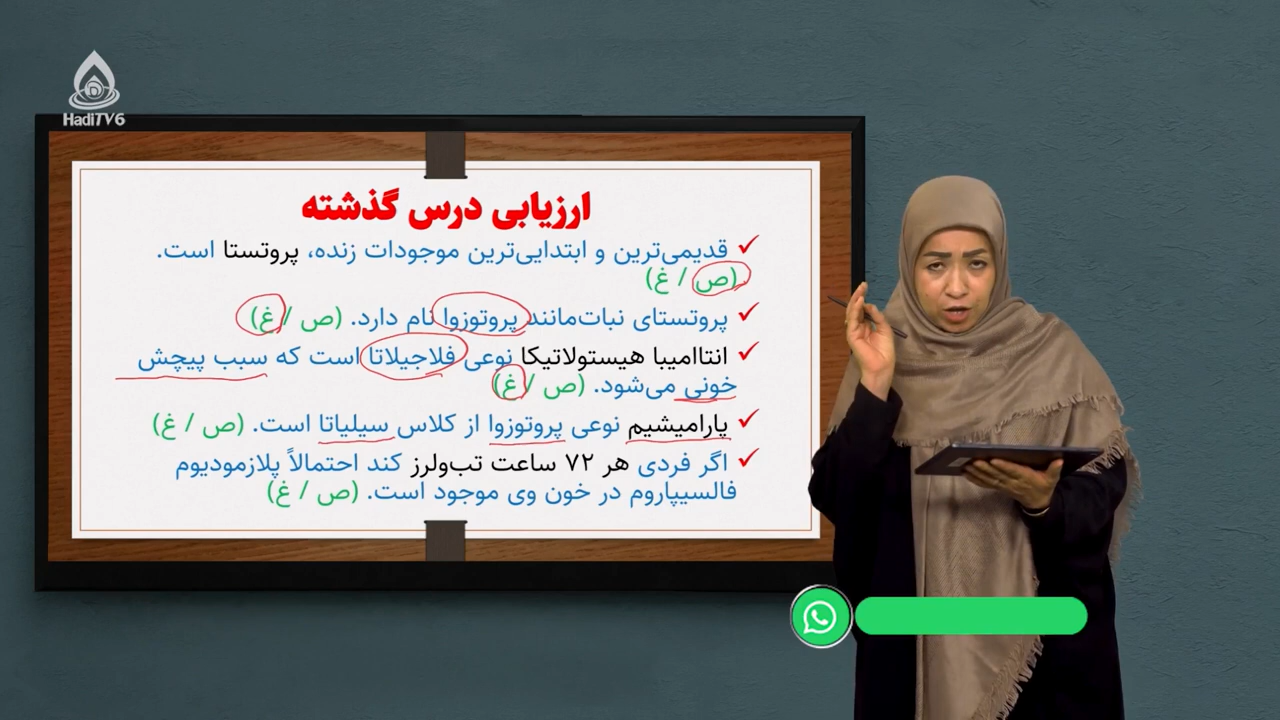 HadiTV6
ارزیابی درس گذشته
قدیمی‌ترین و ابتدایی‌ترین موجودات زنده، پروتستا است.
(ص / غ)
پروتستای نبات‌مانند پروتوزوا نام دارد. (ص / غ)
انتاامیبا هیستولاتیکا نوعی فلاجیلاتا است که سبب پیچش
خونی می‌شود. (ص / غ)
پارامیشیم نوعی پروتوزوا از کلاس سیلیاتا است. (ص / غ)
اگر فردی هر ۷۲ ساعت تب‌ولرز کند احتمالاً پلازمودیوم
فالسیپاروم در خون وی موجود است. (ص / غ)